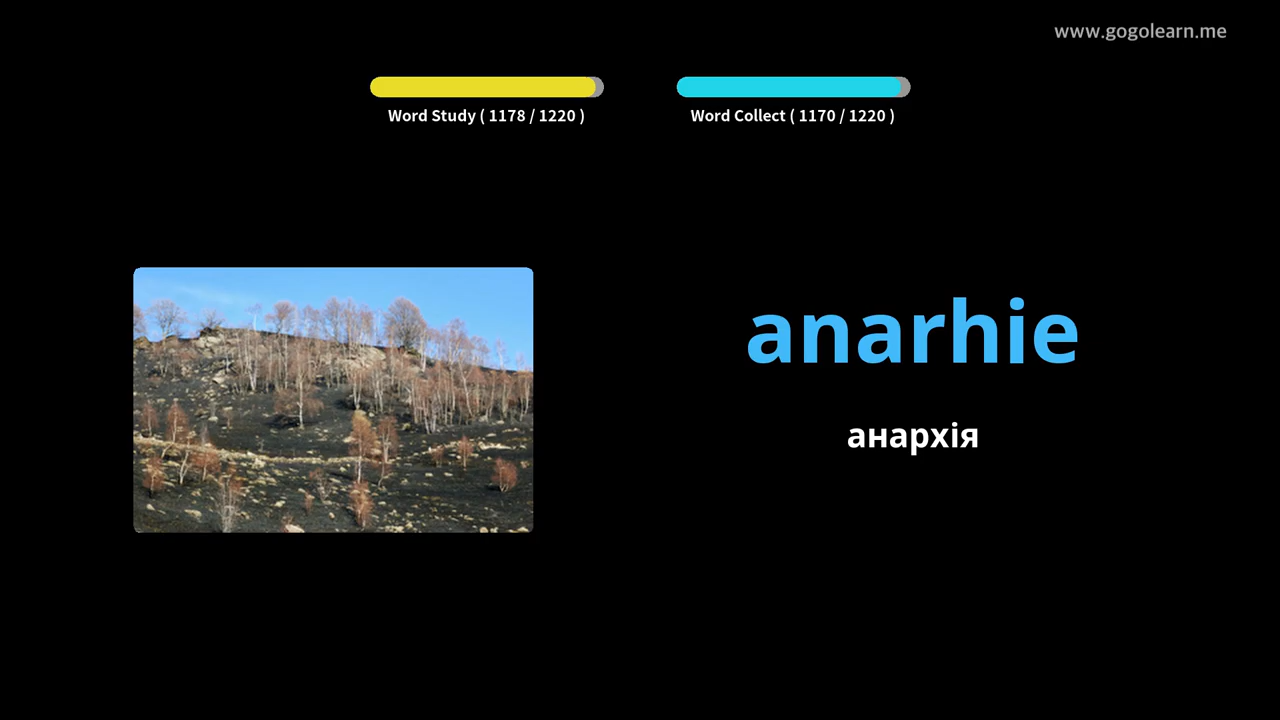 www.gogolearn.me
Word Study ( 1178 / 1220 )
Word Collect ( 1170 / 1220 )
anarhie
анархія